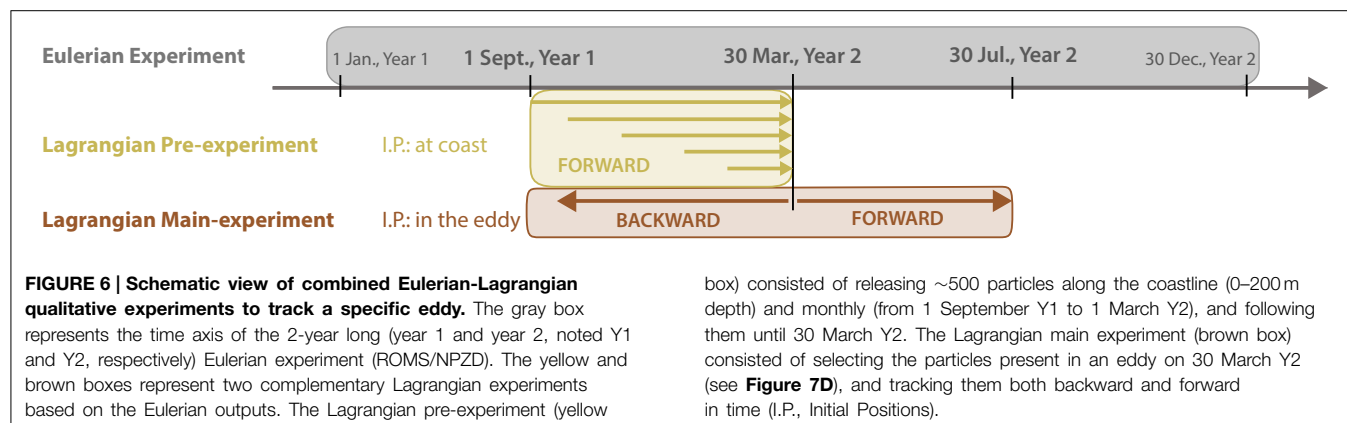 Eulerian Experiment
1 Jan., Year 1
1 Sept., Year 1
30 Mar., Year 2
30 Jul., Year 2
30 Dec., Year 2
Lagrangian Pre-experiment
I.P.: at coast
FORWARD
Lagrangian Main-experiment
I.P.: in the eddy
BACKWARD
FORWARD
FIGURE 6 | Schematic view of combined Eulerian-Lagrangian
qualitative experiments to track a specific eddy. The gray box
represents the time axis of the 2-year long (year 1 and year 2, noted Y1
and Y2, respectively) Eulerian experiment (ROMS/NPZD). The yellow and
brown boxes represent two complementary Lagrangian experiments
based on the Eulerian outputs. The Lagrangian pre-experiment (yellow
box) consisted of releasing ~500 particles along the coastline (0–200 m
depth) and monthly (from 1 September Y1 to 1 March Y2), and following
them until 30 March Y2. The Lagrangian main experiment (brown box)
consisted of selecting the particles present in an eddy on 30 March Y2
(see Figure 7D), and tracking them both backward and forward
in time (I.P., Initial Positions).